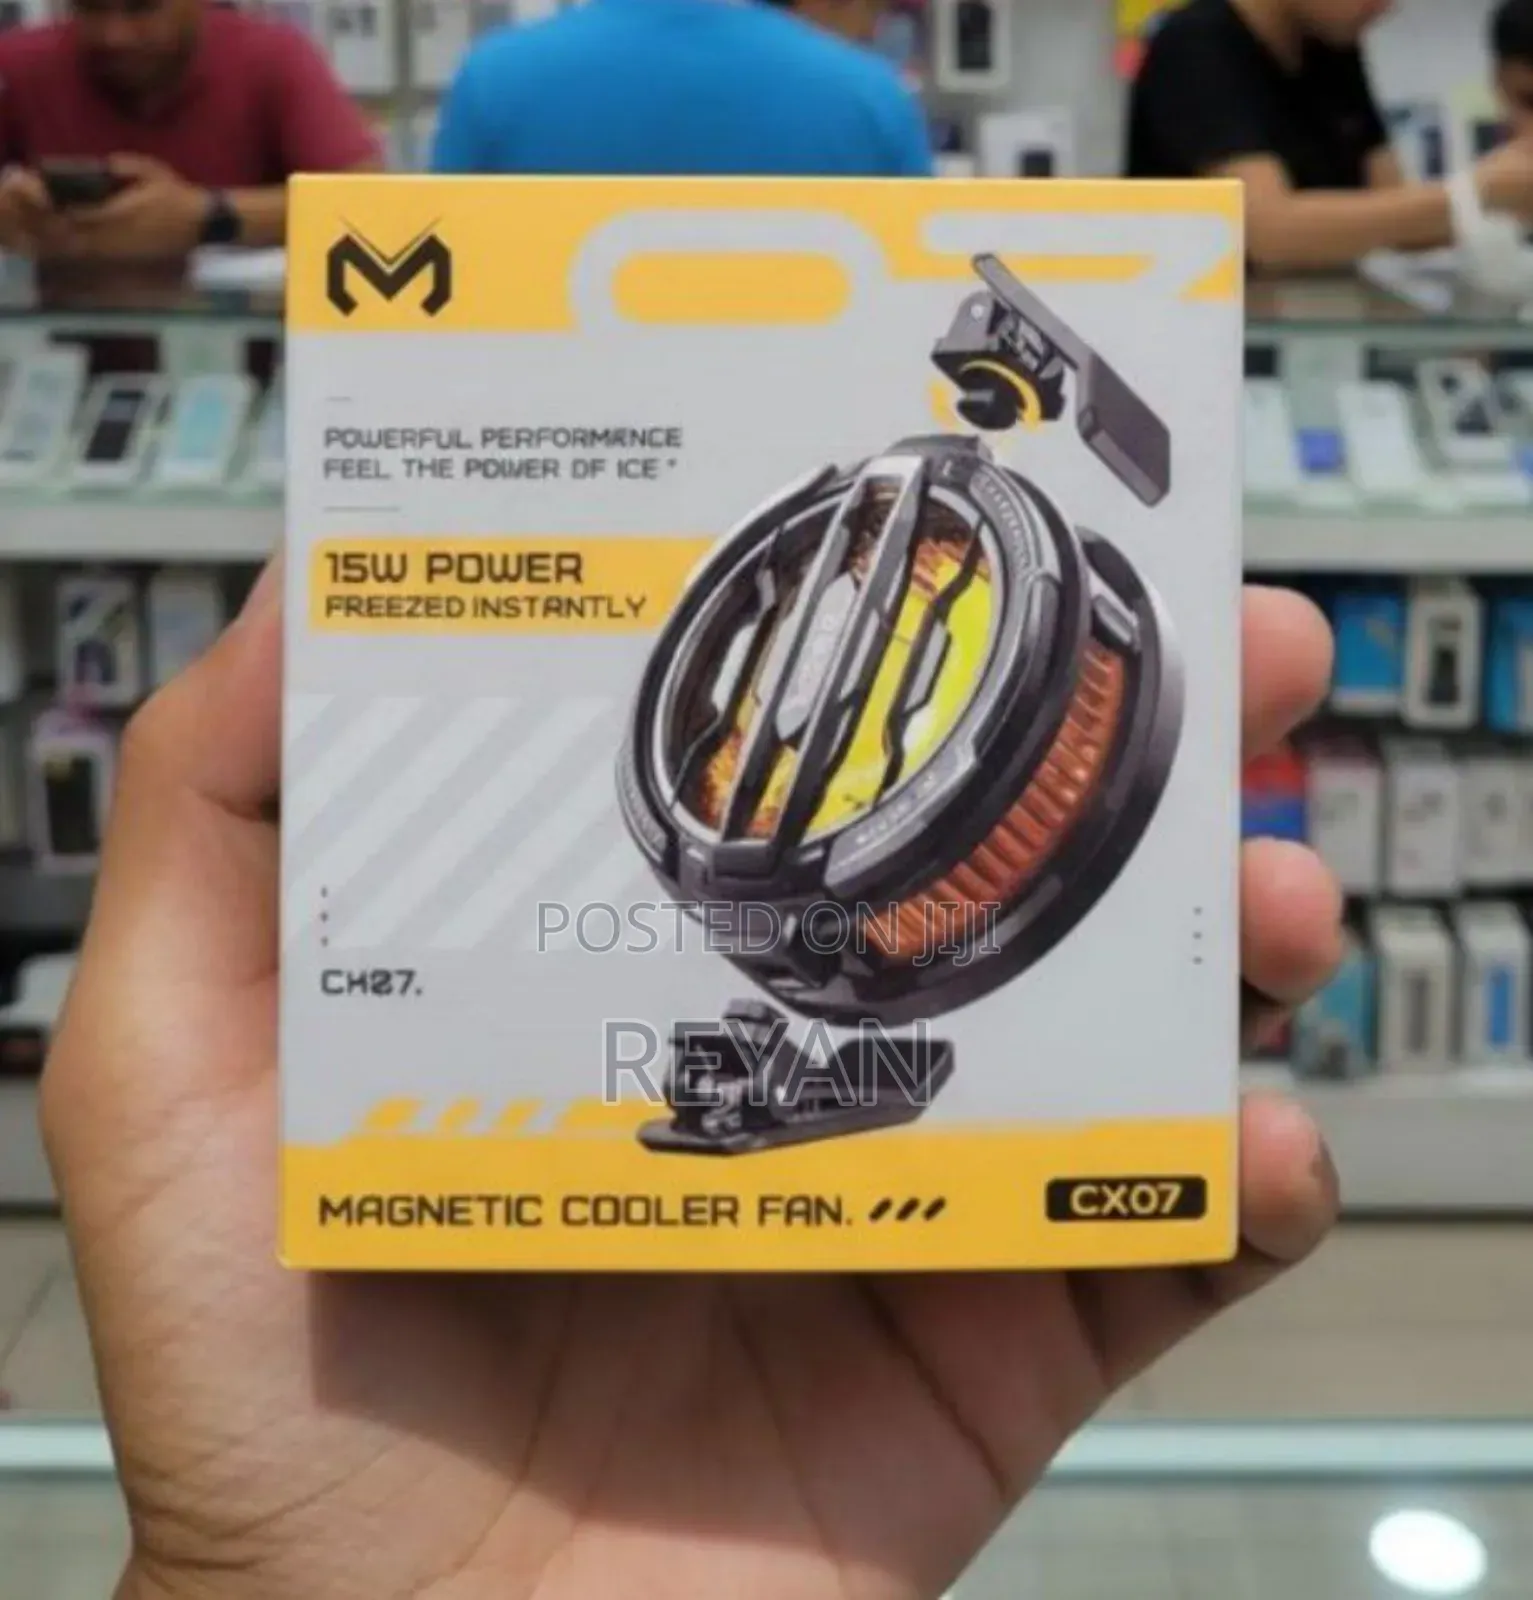 07
M
POWERFUL PERFORMANCE
FEEL THE POWER OF ICE *
15W POWER
FREEZED INSTANTLY
CX07.
POSTED ON JIJI
REYAN
MAGNETIC COOLER FAN.
CX07